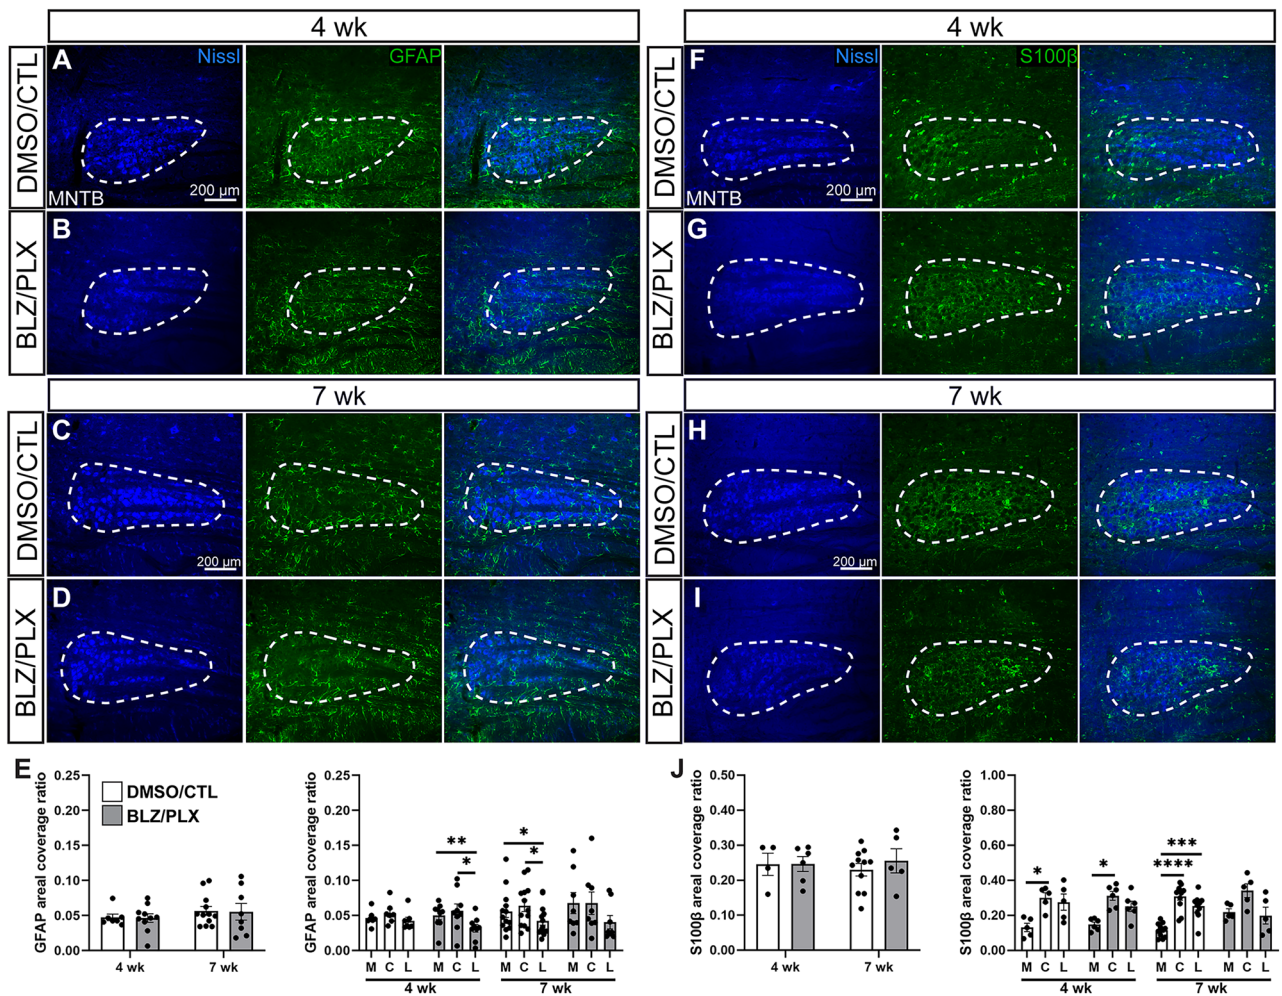 4 wk
4 wk
DMSO/CTL
A
Nissl
GFAP
MNTB
200 µm
DMSO/CTL
F
Nissl
S100β
MNTB
200 µm
BLZ/PLX
B
BLZ/PLX
G
7 wk
7 wk
DMSO/CTL
C
200 µm
DMSO/CTL
H
200 µm
BLZ/PLX
D
BLZ/PLX
I
E
GFAP areal coverage ratio
0.25
0.20
0.15
0.10
0.05
0.00
DMSO/CTL
BLZ/PLX
4 wk
7 wk
GFAP areal coverage ratio
0.25
0.20
0.15
0.10
0.05
0.00
**
*
*
*
M C L M C L M C L M C L
4 wk
7 wk
J
S100β areal coverage ratio
0.50
0.40
0.30
0.20
0.10
0.00
4 wk
7 wk
S100β areal coverage ratio
1.00
0.80
0.60
0.40
0.20
0.00
*
*
***
****
M C L M C L M C L M C L
4 wk
7 wk